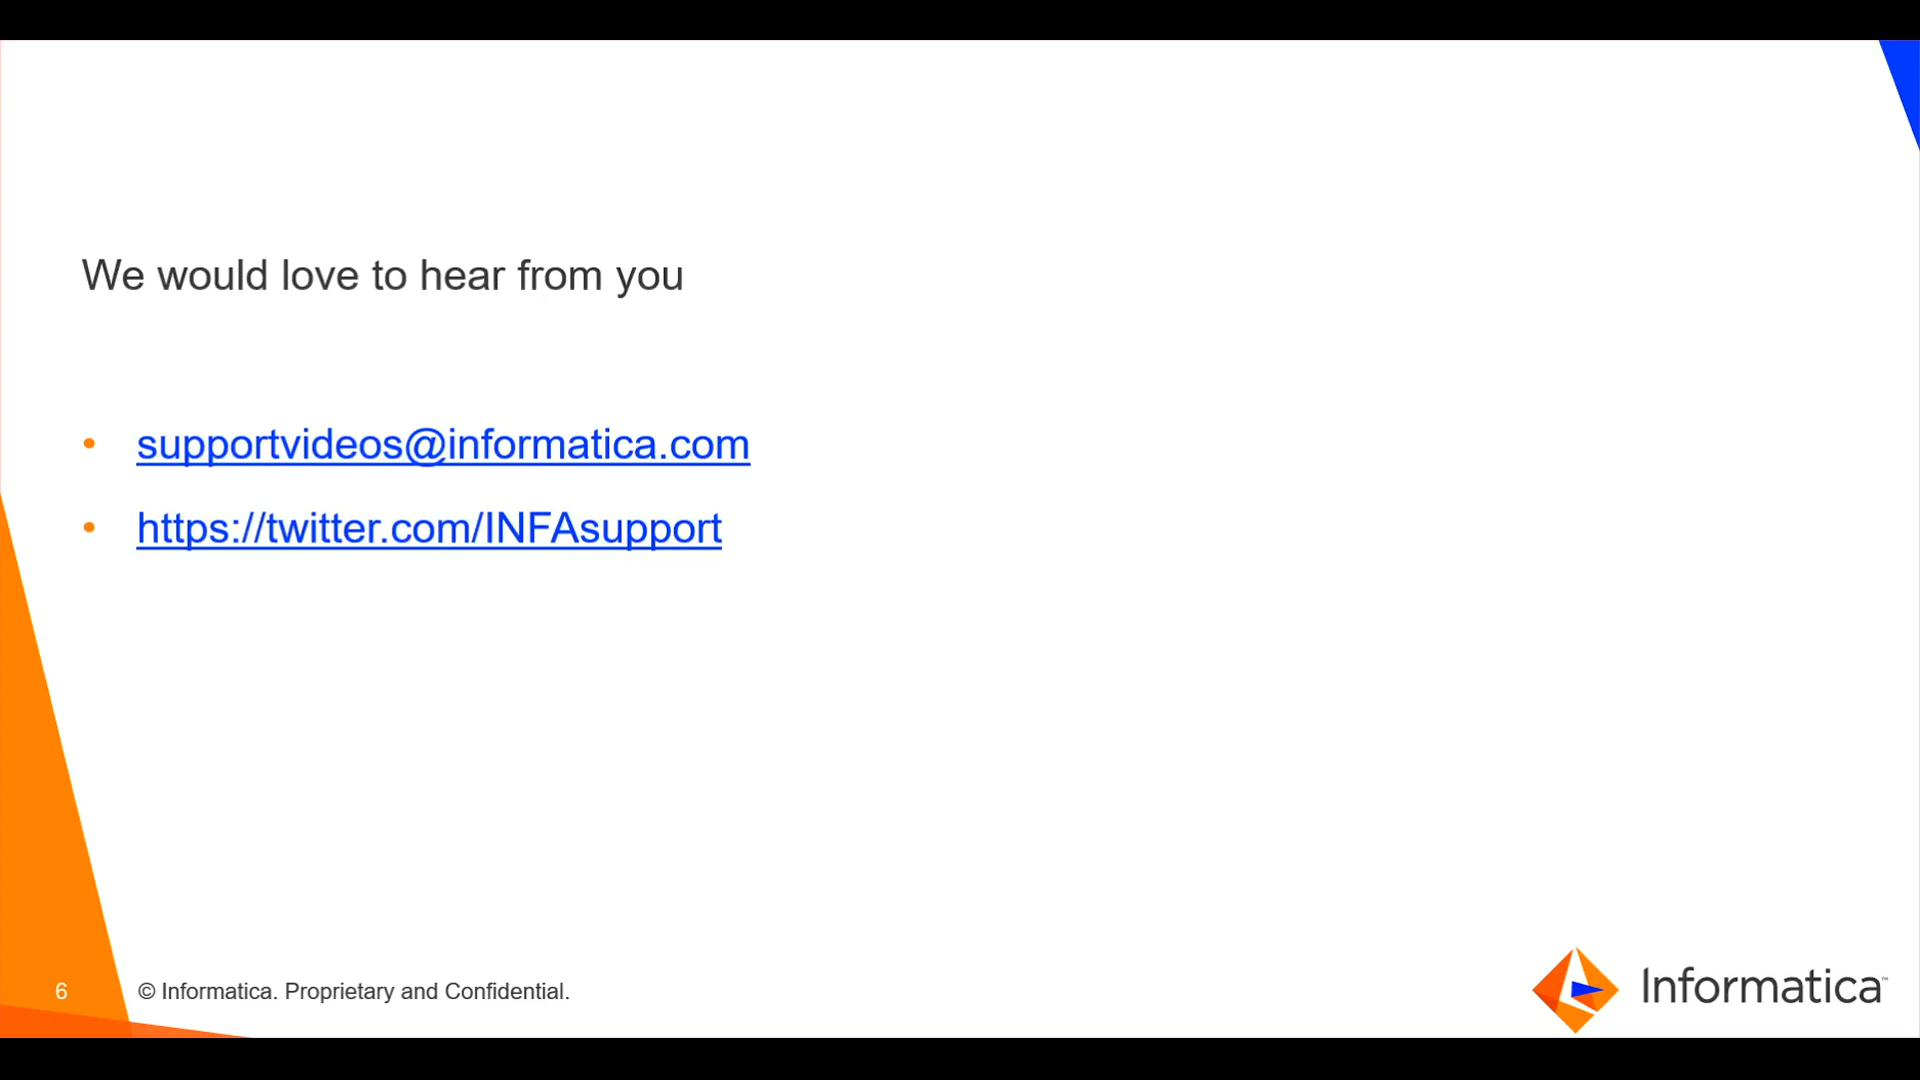 We would love to hear from you
• supportvideos@informatica.com
• https://twitter.com/INFAsupport
6
© Informatica. Proprietary and Confidential.
Informatica™